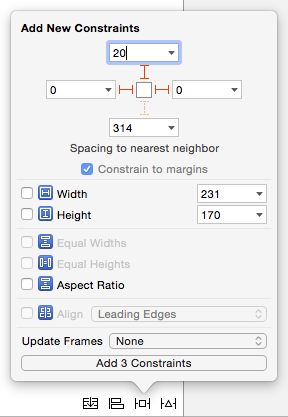 Add New Constraints
20
0 0
314
Spacing to nearest neighbor
Constrain to margins
Width 231
Height 170
Equal Widths
Equal Heights
Aspect Ratio
Align Leading Edges
Update Frames None
Add 3 Constraints